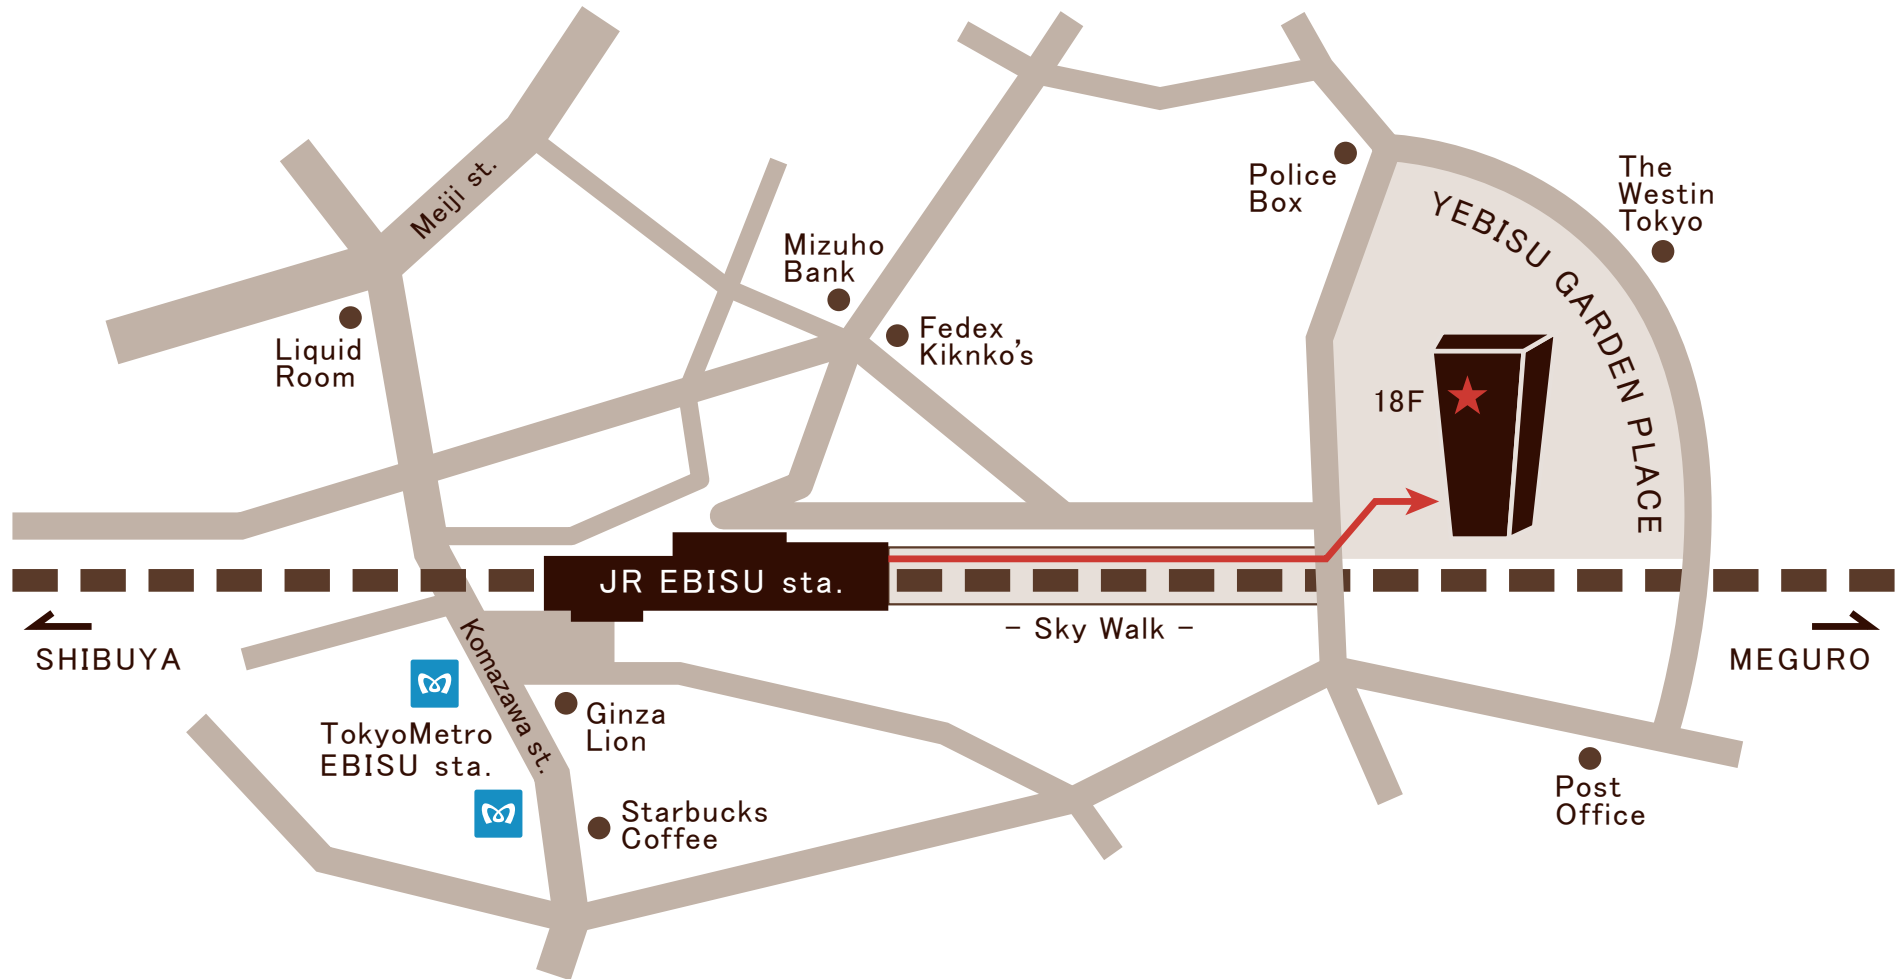 Meiji st.
Liquid
Room
Mizuho
Bank
Fedex
Kiknko's
,
Police
Box
The
Westin
Tokyo
YEBISU GARDEN PLACE
18F
JR EBISU sta.
- Sky Walk -
SHIBUYA
MEGURO
Komazawa st.
TokyoMetro
EBISU sta.
Ginza
Lion
Starbucks
Coffee
Post
Office